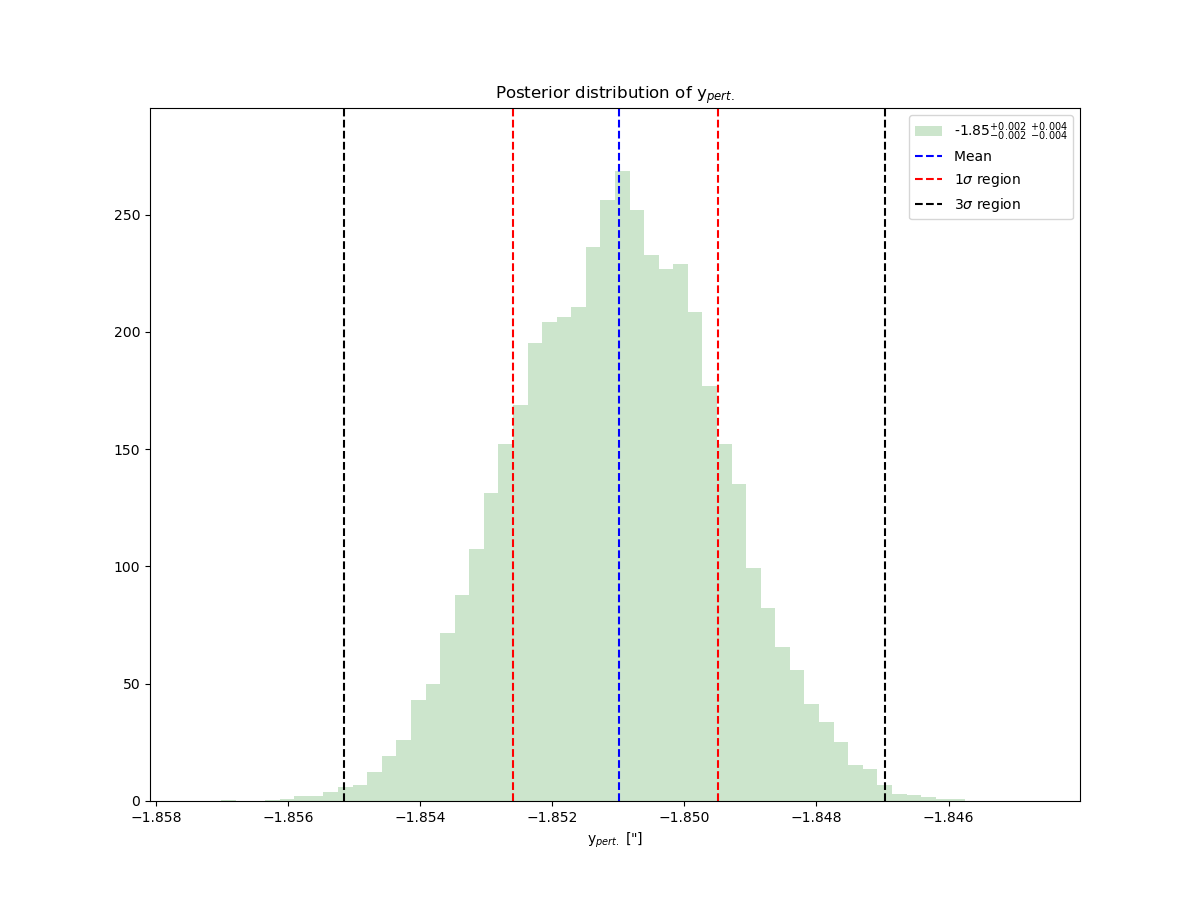 Posterior distribution of y_pert.
-1.85^{+0.002 +0.004}_{−0.002 −0.004}
Mean
1σ region
3σ region
250
200
150
100
50
0
−1.858 −1.856 −1.854 −1.852 −1.850 −1.848 −1.846
y_pert. ["]